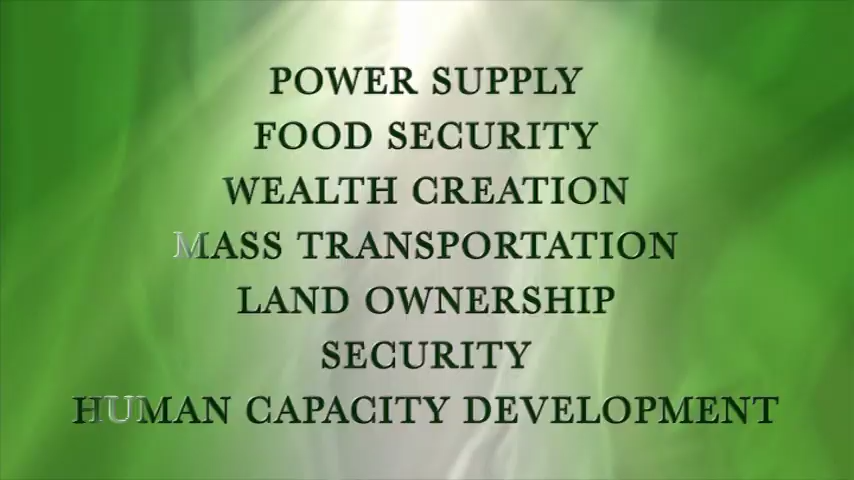 POWER SUPPLY
FOOD SECURITY
WEALTH CREATION
MASS TRANSPORTATION
LAND OWNERSHIP
SECURITY
HUMAN CAPACITY DEVELOPMENT